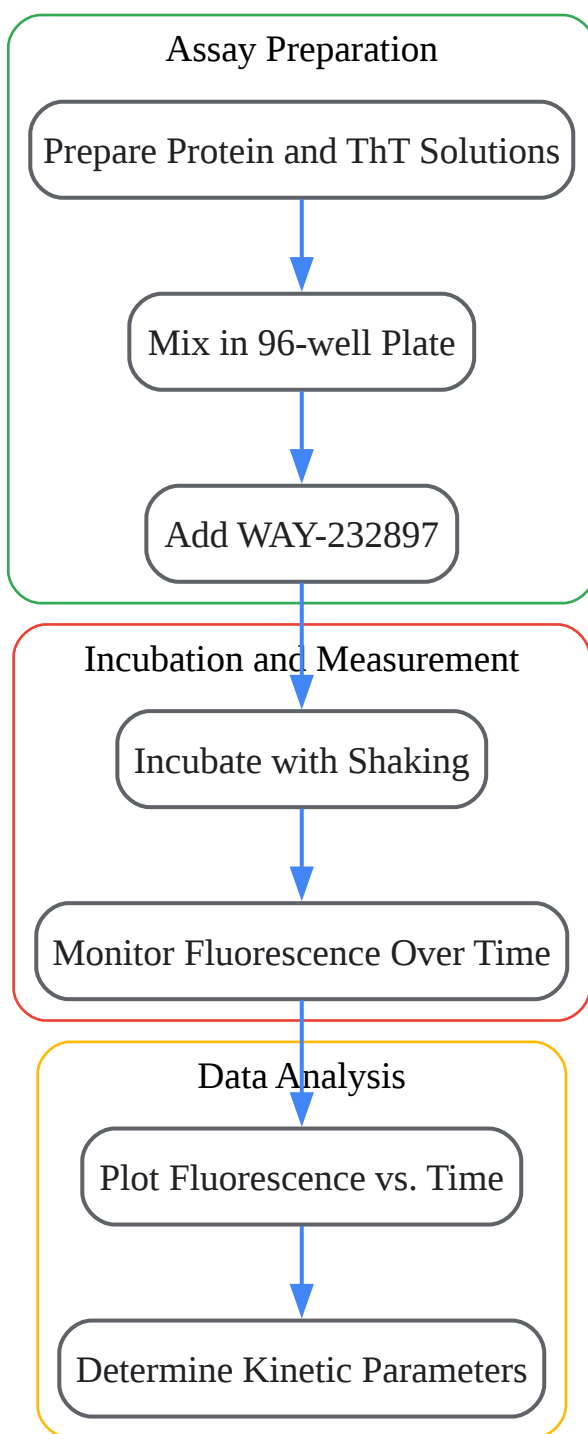 Assay Preparation
Prepare Protein and ThT Solutions
Mix in 96-well Plate
Add WAY-232897
Incubation and Measurement
Incubate with Shaking
Monitor Fluorescence Over Time
Data Analysis
Plot Fluorescence vs. Time
Determine Kinetic Parameters